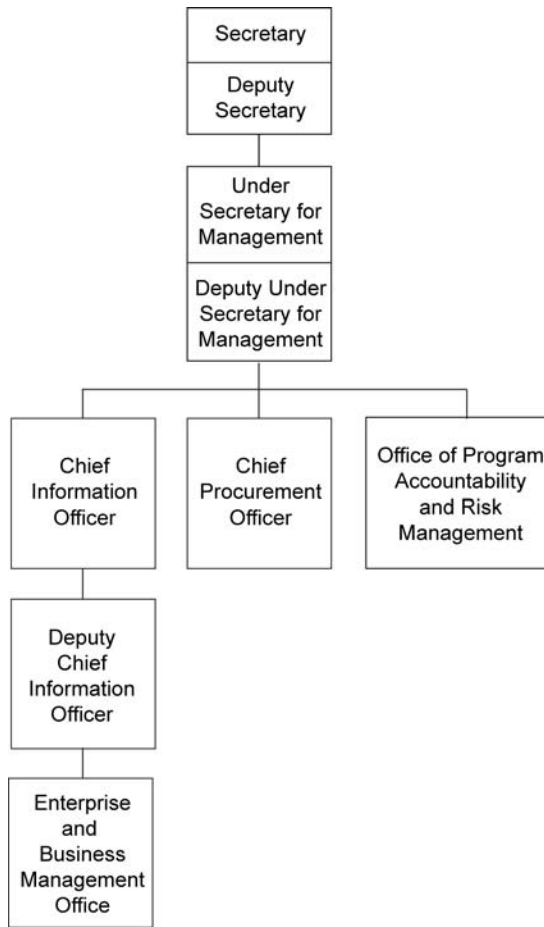 Secretary
Deputy
Secretary
Under
Secretary for
Management
Deputy Under
Secretary for
Management
Chief
Information
Officer
Chief
Procurement
Officer
Office of Program
Accountability
and Risk
Management
Deputy
Chief
Information
Officer
Enterprise
and
Business
Management
Office